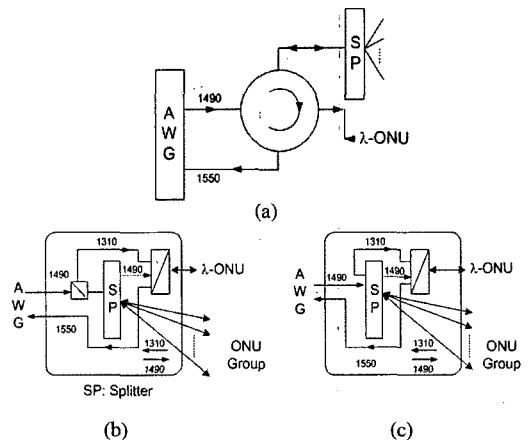 S
P
A
W
G
1490
1550
λ-ONU
(a)
1310
1490
1490
A
W
G
S
P
λ-ONU
1550
1310
1490
ONU
Group
SP: Splitter
(b)
1310
1490
1490
A
W
G
S
P
λ-ONU
1550
1310
1490
ONU
Group
(c)